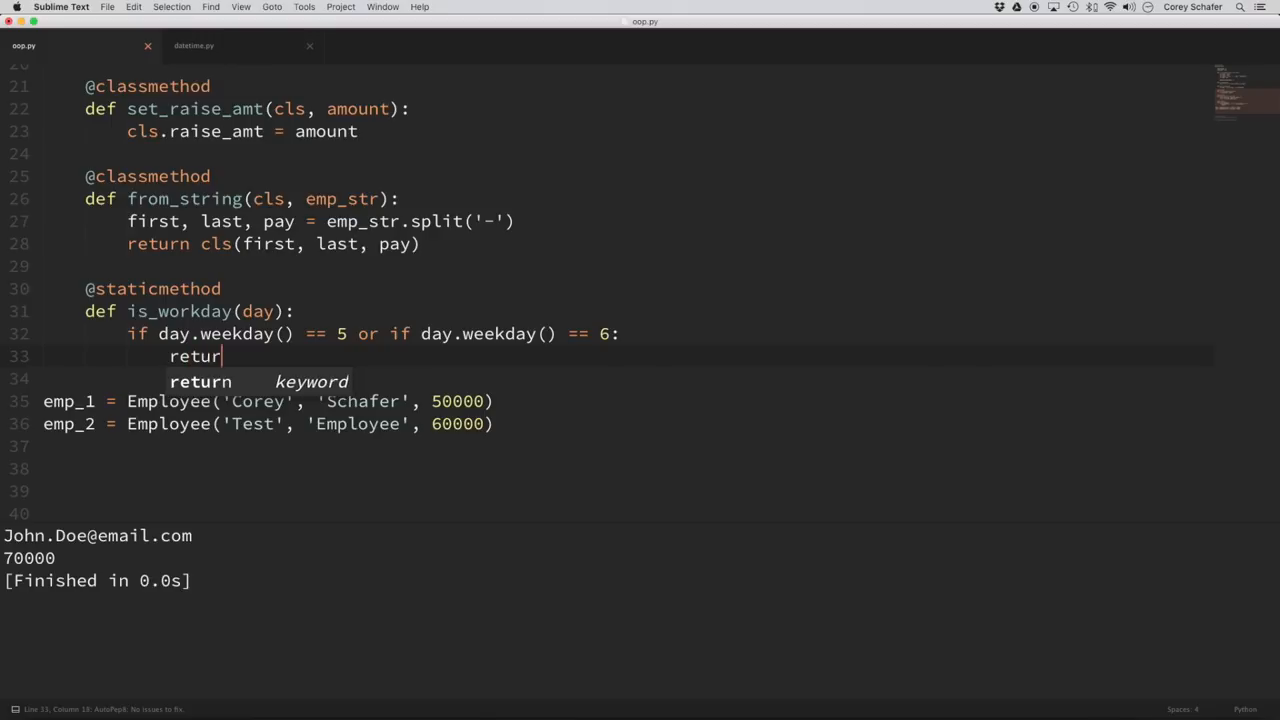 Sublime Text File Edit Selection Find View Goto Tools Project Window Help Corey Schafer
oop.py
oop.py datetime.py
20
21 @classmethod
22 def set_raise_amt(cls, amount):
23 cls.raise_amt = amount
24
25 @classmethod
26 def from_string(cls, emp_str):
27 first, last, pay = emp_str.split('-')
28 return cls(first, last, pay)
29
30 @staticmethod
31 def is_workday(day):
32 if day.weekday() == 5 or if day.weekday() == 6:
33 retur
34 return keyword
35 emp_1 = Employee('Corey', 'Schafer', 50000)
36 emp_2 = Employee('Test', 'Employee', 60000)
37
38
39
40
John.Doe@email.com
70000
[Finished in 0.0s]
Line 33, Column 18; AutoPep8: No issues to fix. Spaces: 4 Python